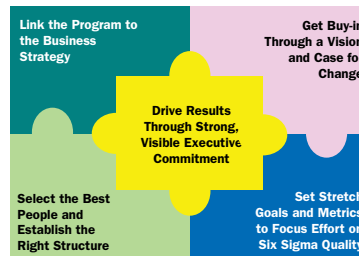 Link the Program to
the Business
Strategy
Get Buy-in
Through a Vision
and Case for
Change
Drive Results
Through Strong,
Visible Executive
Commitment
Select the Best
People and
Establish the
Right Structure
Set Stretch
Goals and Metrics
to Focus Effort on
Six Sigma Quality